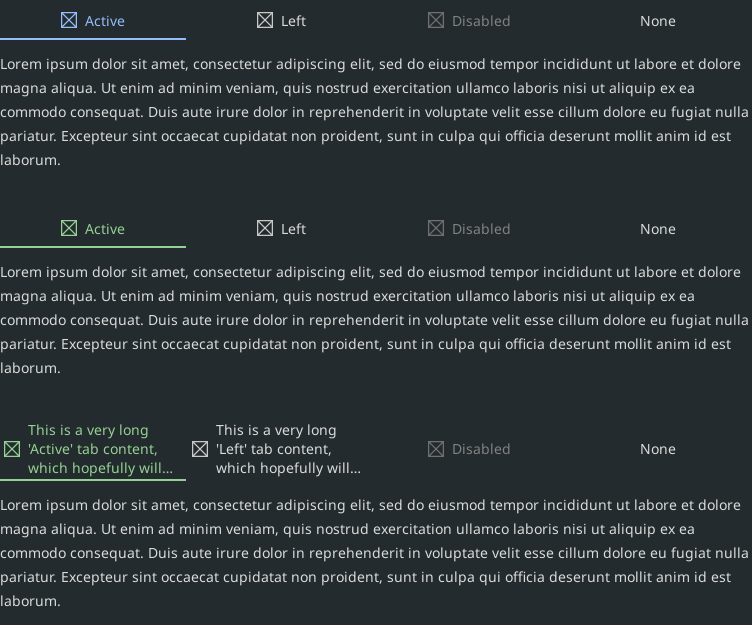 Active Left Disabled None
Lorem ipsum dolor sit amet, consectetur adipiscing elit, sed do eiusmod tempor incididunt ut labore et dolore
magna aliqua. Ut enim ad minim veniam, quis nostrud exercitation ullamco laboris nisi ut aliquip ex ea
commodo consequat. Duis aute irure dolor in reprehenderit in voluptate velit esse cillum dolore eu fugiat nulla
pariatur. Excepteur sint occaecat cupidatat non proident, sunt in culpa qui officia deserunt mollit anim id est
laborum.
Active Left Disabled None
Lorem ipsum dolor sit amet, consectetur adipiscing elit, sed do eiusmod tempor incididunt ut labore et dolore
magna aliqua. Ut enim ad minim veniam, quis nostrud exercitation ullamco laboris nisi ut aliquip ex ea
commodo consequat. Duis aute irure dolor in reprehenderit in voluptate velit esse cillum dolore eu fugiat nulla
pariatur. Excepteur sint occaecat cupidatat non proident, sunt in culpa qui officia deserunt mollit anim id est
laborum.
This is a very long
'Active' tab content,
which hopefully will...
This is a very long
'Left' tab content,
which hopefully will...
Disabled
None
Lorem ipsum dolor sit amet, consectetur adipiscing elit, sed do eiusmod tempor incididunt ut labore et dolore
magna aliqua. Ut enim ad minim veniam, quis nostrud exercitation ullamco laboris nisi ut aliquip ex ea
commodo consequat. Duis aute irure dolor in reprehenderit in voluptate velit esse cillum dolore eu fugiat nulla
pariatur. Excepteur sint occaecat cupidatat non proident, sunt in culpa qui officia deserunt mollit anim id est
laborum.